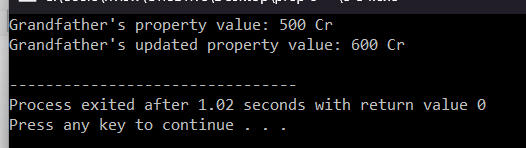 Grandfather's property value: 500 Cr
Grandfather's updated property value: 600 Cr
--------------------------------
Process exited after 1.02 seconds with return value 0
Press any key to continue . . .